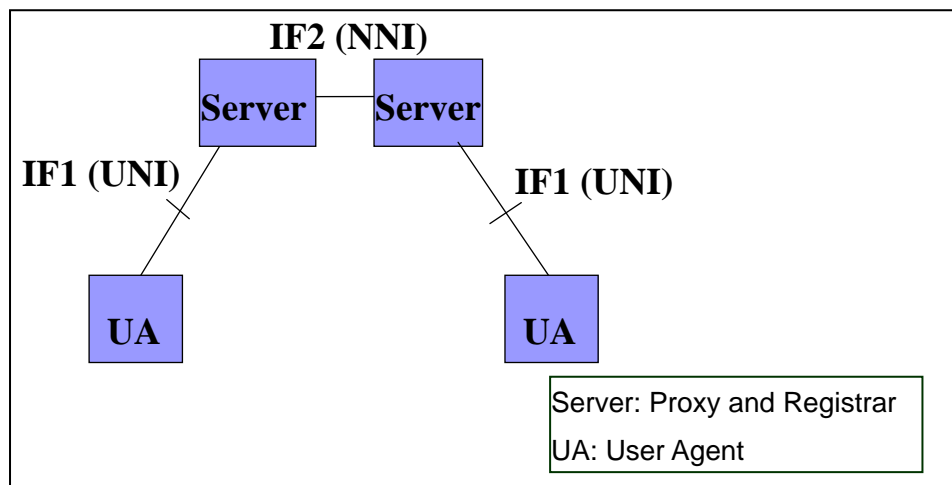 IF2 (NNI)
Server
Server
IF1 (UNI)
IF1 (UNI)
UA
UA
Server: Proxy and Registrar
UA: User Agent